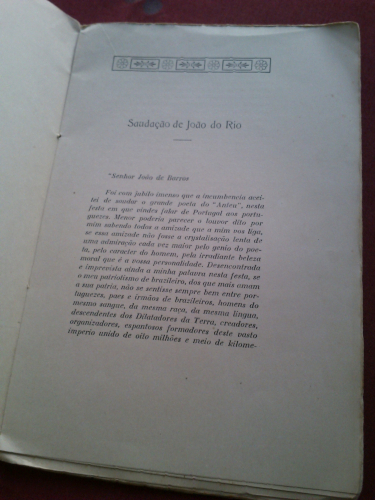 Saudação de João do Rio
"Senhor João de Barros
Foi com jubilo imenso que a incumbencia acei-
tei de saudar o grande poeta do "Anteu", nesta
festa em que vindes falar de Portugal aos portu-
guezes. Menor poderia parecer o louvor dito por
mim sabendo todos a amizade que a mim vos liga,
se essa amizade não fosse a crystalisação lenta de
uma admiração cada vez maior pelo genio do poe-
ta, pelo caracter do homem, pelo irradiante beleza
moral que é a vossa personalidade. Desencontrada
e imprevista ainda a minha palavra nesta festa, se
o meu patriotismo de brasileiro, dos que mais amam
a sua patria, não se sentisse sempre bem entre por-
tuguezes, paes e irmãos de brasileiros, homens do
mesmo sangue, da mesma raça, da mesma lingua,
descendentes dos Dilatadores da Terra, creadores,
organizadores, espantosos formadores deste vasto
imperio unido de oito milhões e meio de kilome-